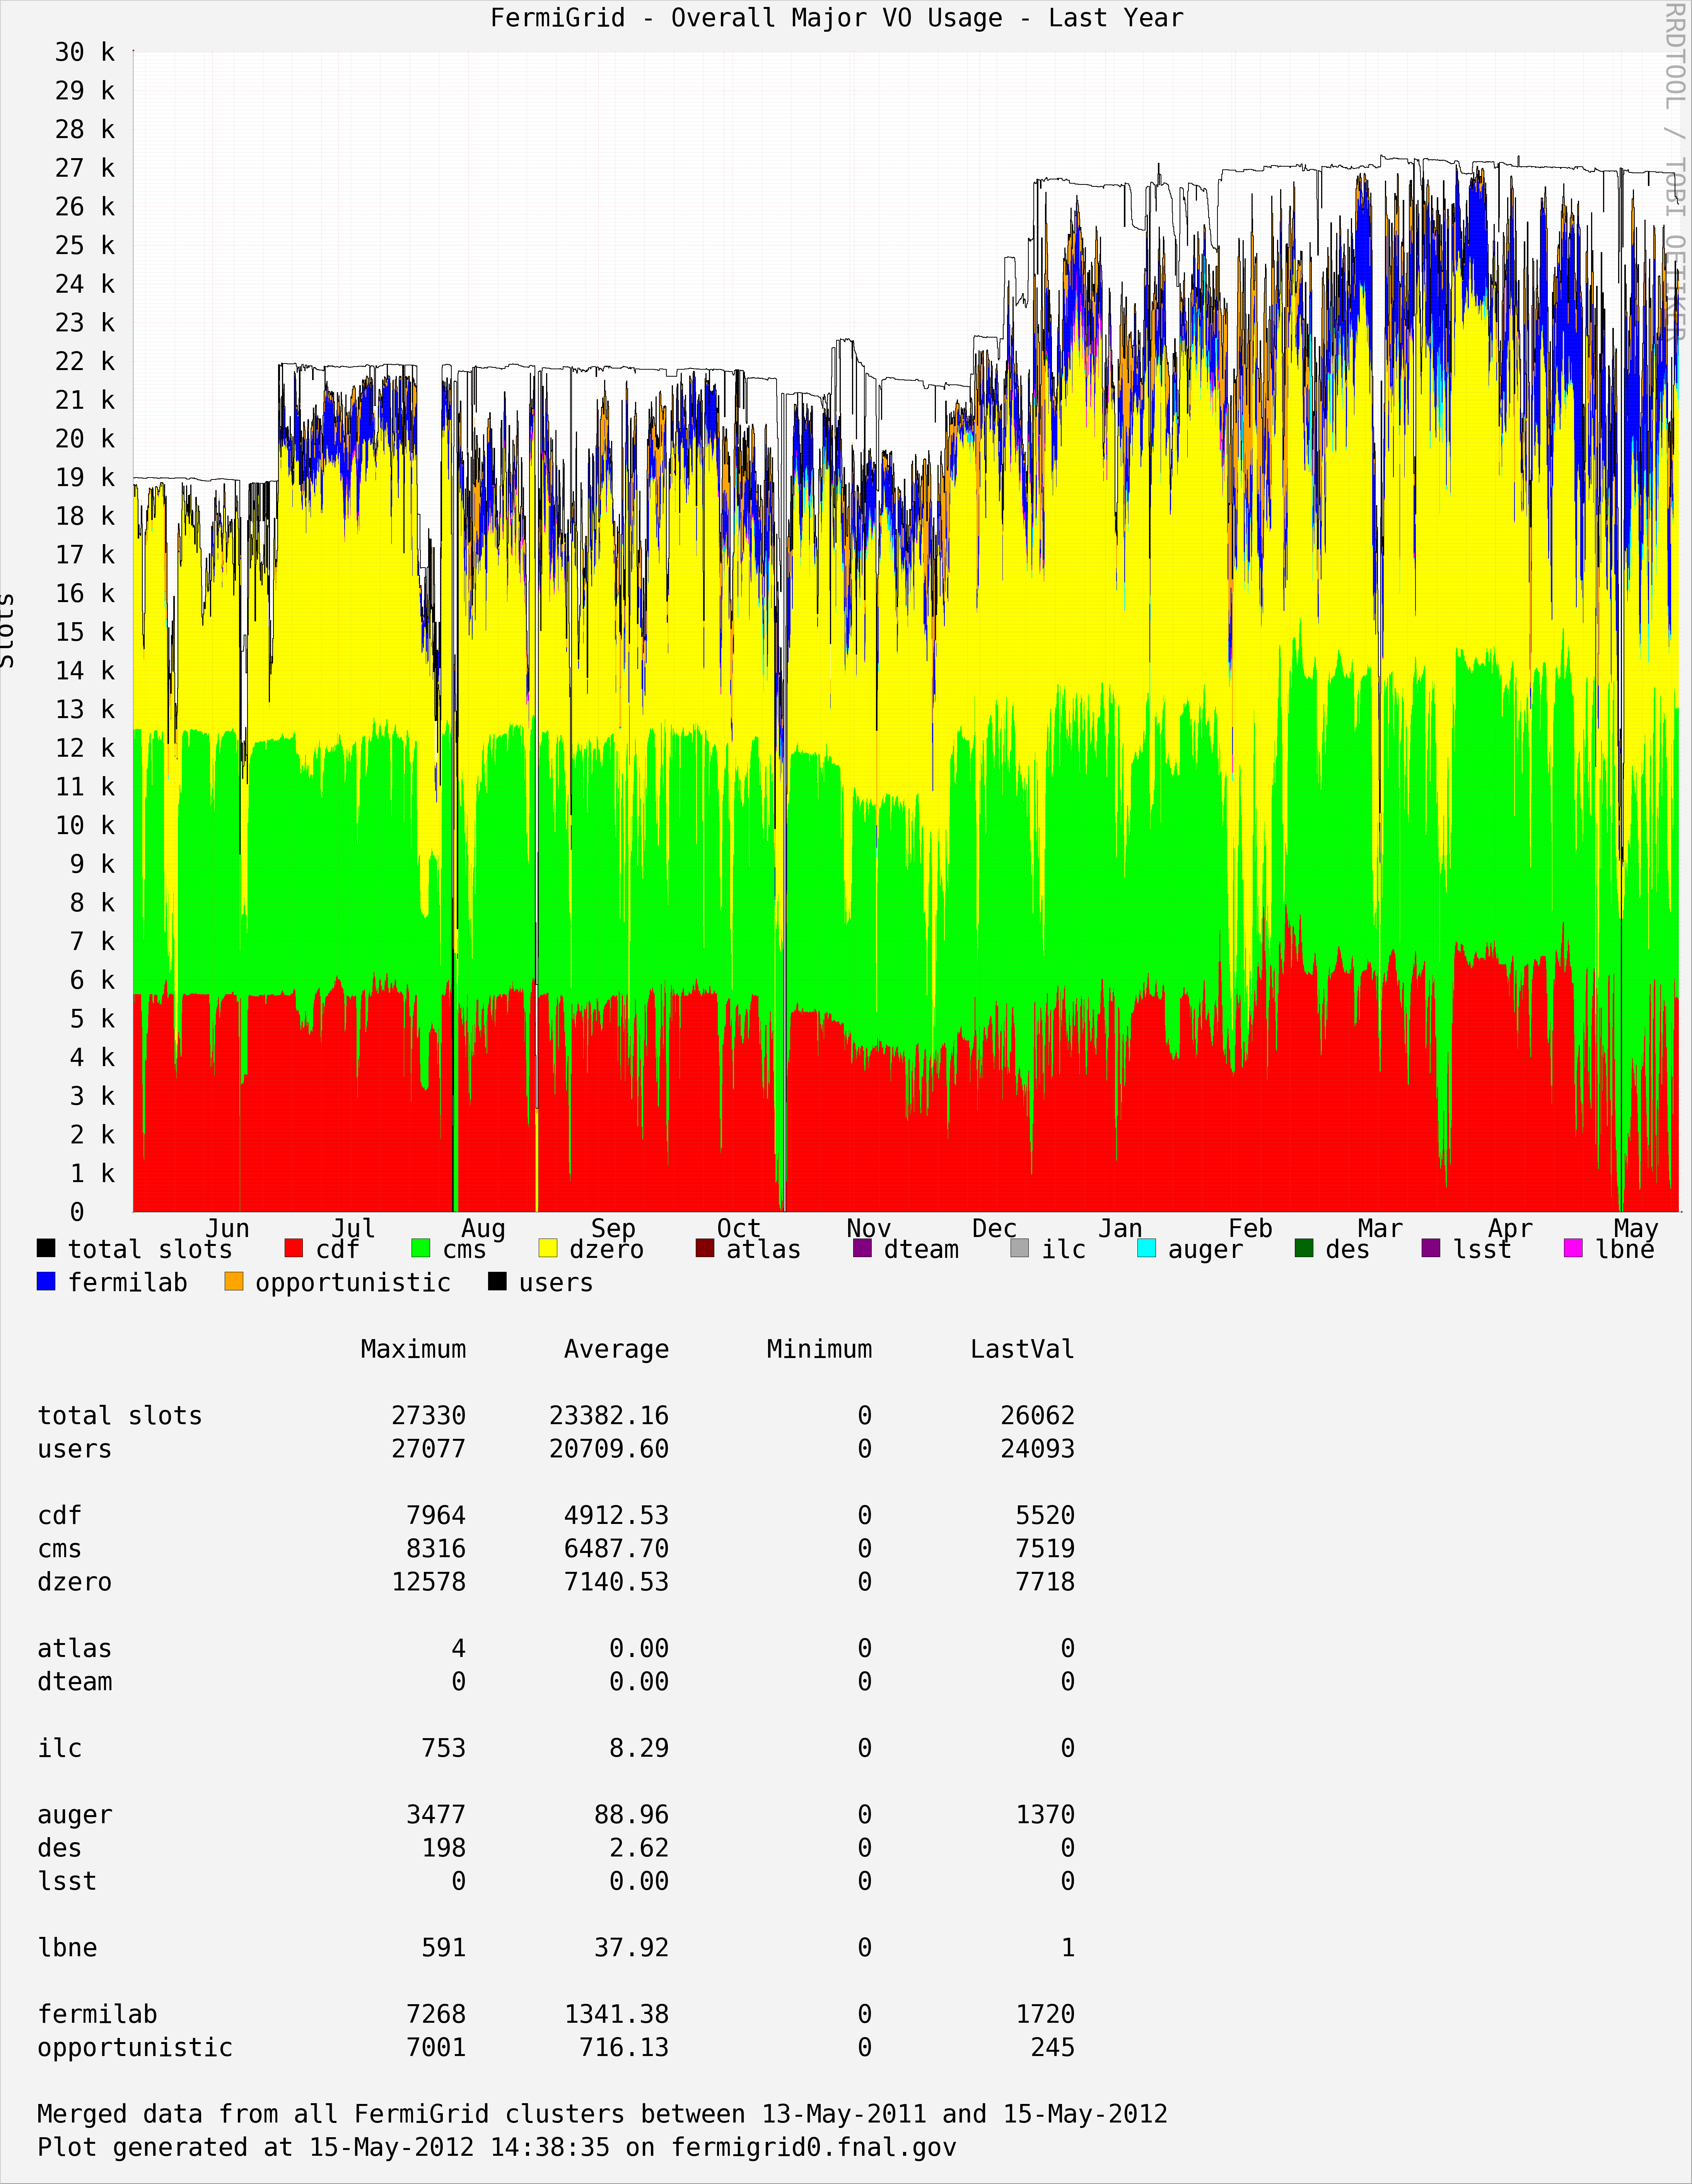 FermiGrid - Overall Major VO Usage - Last Year
RRDTOOL / TOBI OETIKER
30 k
29 k
28 k
27 k
26 k
25 k
24 k
23 k
22 k
21 k
20 k
19 k
18 k
17 k
16 k
15 k
14 k
13 k
12 k
11 k
10 k
9 k
8 k
7 k
6 k
5 k
4 k
3 k
2 k
1 k
0
Slots
Jun Jul Aug Sep Oct Nov Dec Jan Feb Mar Apr May
total slots cdf cms dzero atlas dteam ilc auger des lsst lbne
fermilab opportunistic users
Maximum Average Minimum LastVal
total slots 27330 23382.16 0 26062
users 27077 20709.60 0 24093
cdf 7964 4912.53 0 5520
cms 8316 6487.70 0 7519
dzero 12578 7140.53 0 7718
atlas 4 0.00 0 0
dteam 0 0.00 0 0
ilc 753 8.29 0 0
auger 3477 88.96 0 1370
des 198 2.62 0 0
lsst 0 0.00 0 0
lbne 591 37.92 0 1
fermilab 7268 1341.38 0 1720
opportunistic 7001 716.13 0 245
Merged data from all FermiGrid clusters between 13-May-2011 and 15-May-2012
Plot generated at 15-May-2012 14:38:35 on fermigrid0.fnal.gov